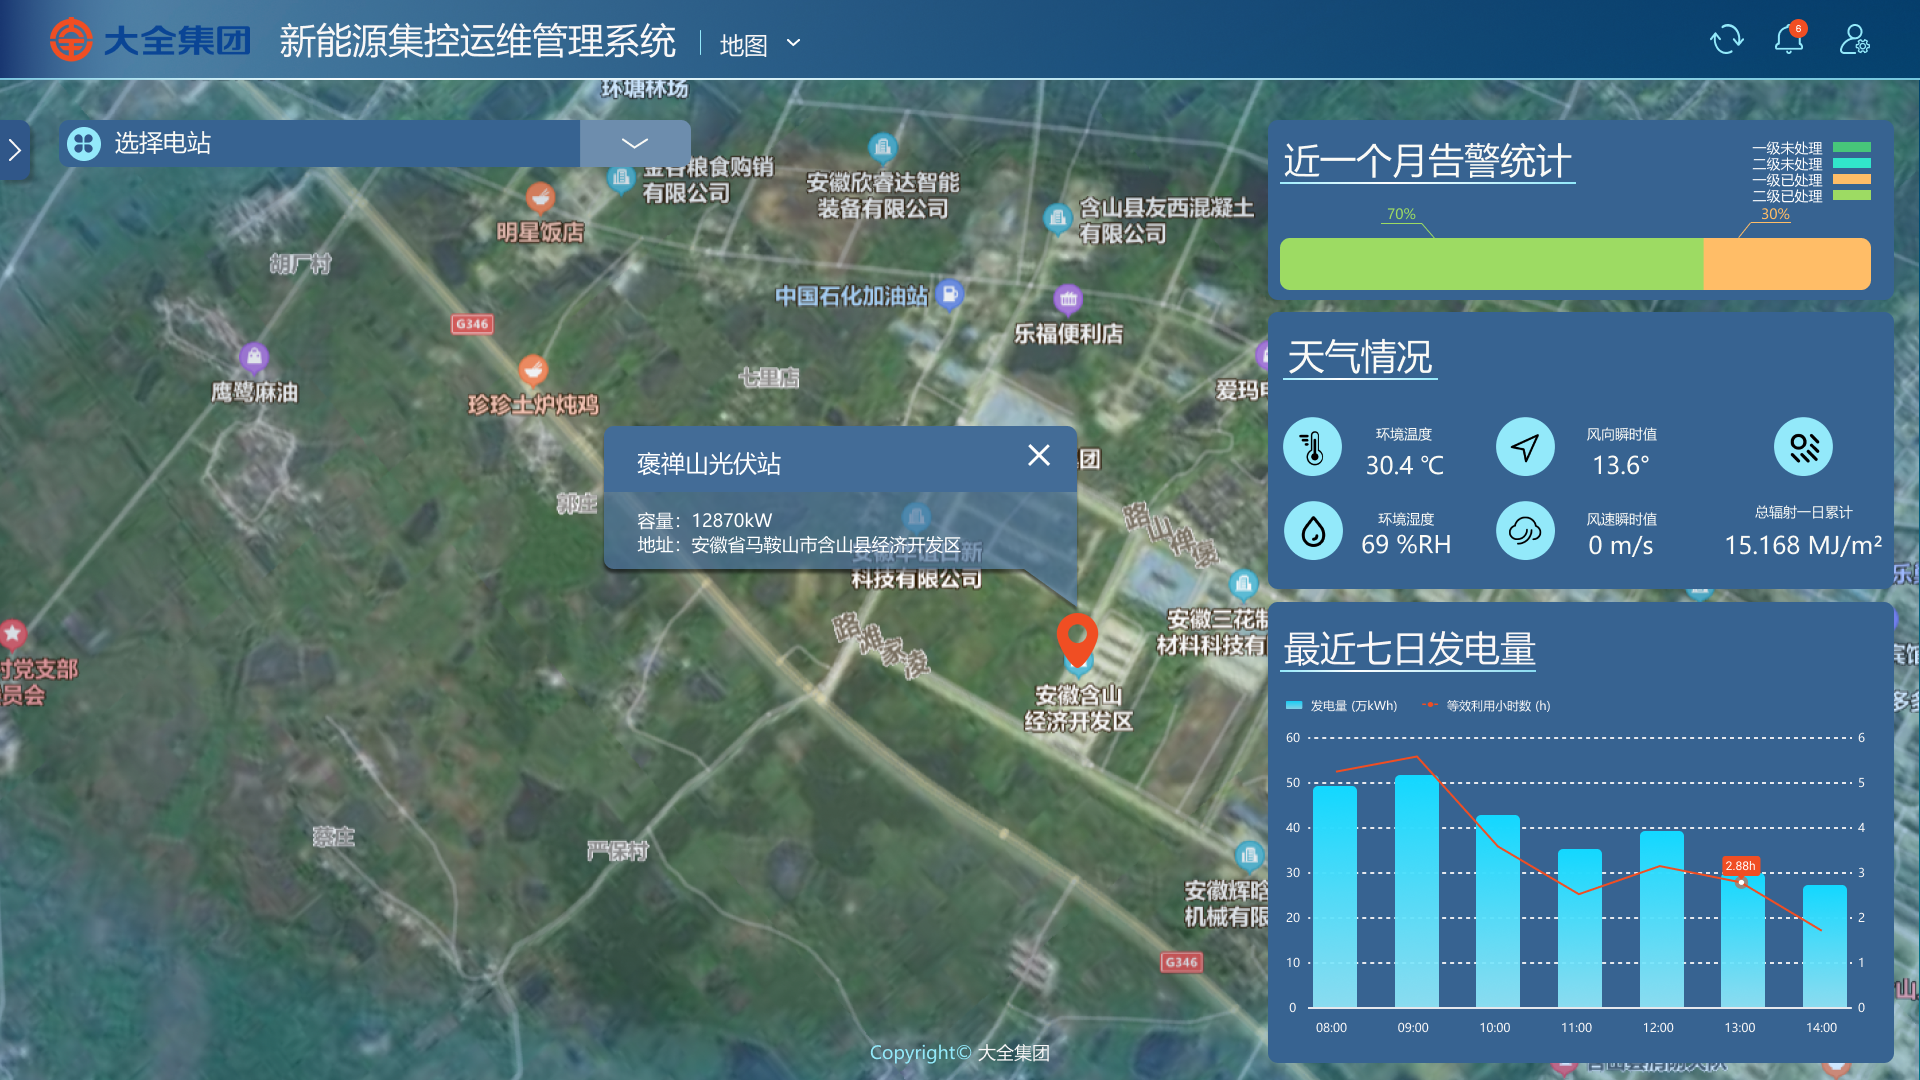 大全集团
新能源集控运维管理系统
地图
6
选择电站
环塘林场
金谷粮食购销
有限公司
安徽欣睿达智能
装备有限公司
含山县友西混凝土
有限公司
明星饭店
胡厂村
中国石化加油站
G346
乐福便利店
鹰鹭麻油
七里店
爱玛电
珍珍土炉炖鸡
褒禅山光伏站
团
容量：12870kW
地址：安徽省马鞍山市含山县经济开发区
郭庄
科技有限公司
安徽三花制
材料科技有限
村党支部
员会
安徽含山
经济开发区
蔡庄
严保村
安徽辉晗
机械有限
G346
Copyright© 大全集团
近一个月告警统计
一级未处理
二级未处理
一级已处理
二级已处理
70%
30%
天气情况
环境温度
30.4 ℃
风向瞬时值
13.6°
环境湿度
69 %RH
风速瞬时值
0 m/s
总辐射一日累计
15.168 MJ/m²
最近七日发电量
发电量 (万kWh)
等效利用小时数 (h)
60
6
50
5
40
4
30
2.88h
3
20
2
10
1
0
0
08:00
09:00
10:00
11:00
12:00
13:00
14:00